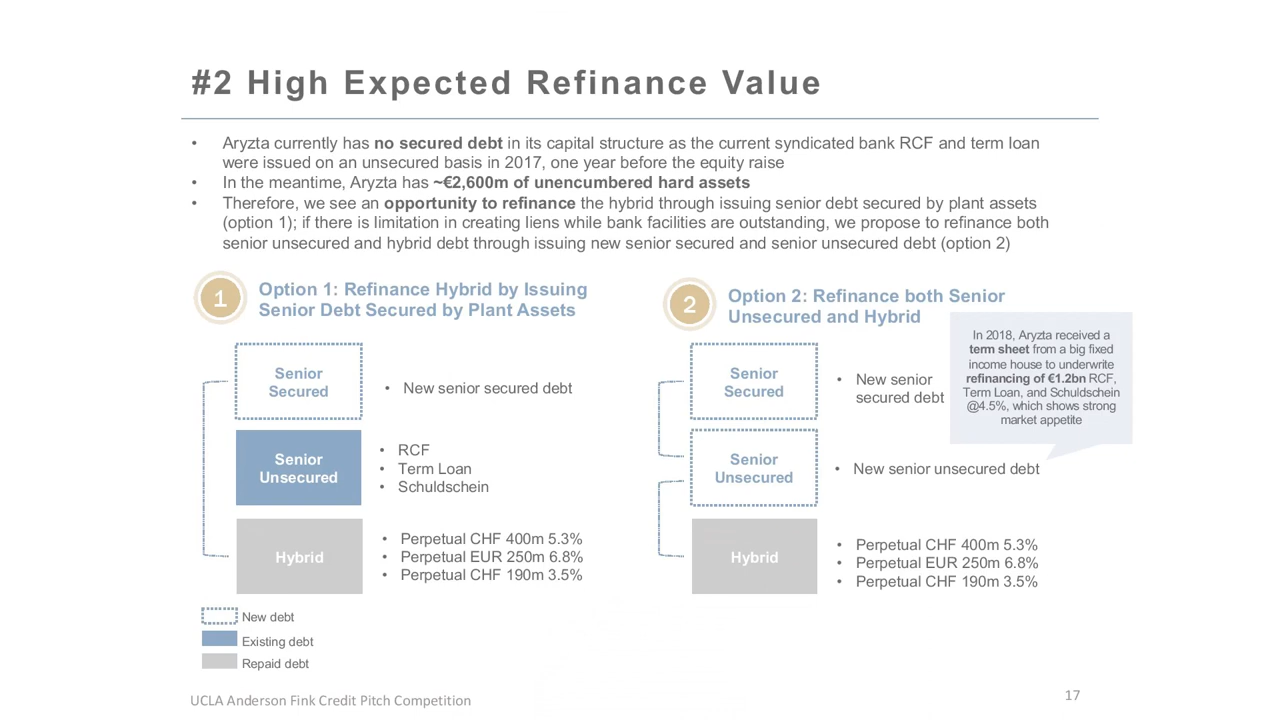 #2 High Expected Refinance Value
• Aryzta currently has no secured debt in its capital structure as the current syndicated bank RCF and term loan
were issued on an unsecured basis in 2017, one year before the equity raise
• In the meantime, Aryzta has ~€2,600m of unencumbered hard assets
• Therefore, we see an opportunity to refinance the hybrid through issuing senior debt secured by plant assets
(option 1); if there is limitation in creating liens while bank facilities are outstanding, we propose to refinance both
senior unsecured and hybrid debt through issuing new senior secured and senior unsecured debt (option 2)
1
Option 1: Refinance Hybrid by Issuing
Senior Debt Secured by Plant Assets
Senior
Secured
• New senior secured debt
Senior
Unsecured
• RCF
• Term Loan
• Schuldschein
Hybrid
• Perpetual CHF 400m 5.3%
• Perpetual EUR 250m 6.8%
• Perpetual CHF 190m 3.5%
New debt
Existing debt
Repaid debt
2
Option 2: Refinance both Senior
Unsecured and Hybrid
In 2018, Aryzta received a
term sheet from a big fixed
income house to underwrite
refinancing of €1.2bn RCF,
Term Loan, and Schuldschein
@4.5%, which shows strong
market appetite
Senior
Secured
• New senior
secured debt
Senior
Unsecured
• New senior unsecured debt
Hybrid
• Perpetual CHF 400m 5.3%
• Perpetual EUR 250m 6.8%
• Perpetual CHF 190m 3.5%
UCLA Anderson Fink Credit Pitch Competition
17